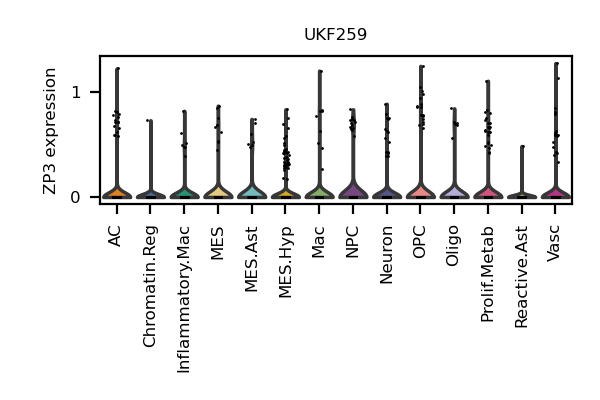 UKF259
ZP3 expression
1
0
AC
Chromatin.Reg
Inflammatory.Mac
MES
MES.Ast
MES.Hyp
Mac
NPC
Neuron
OPC
Oligo
Prolif.Metab
Reactive.Ast
Vasc